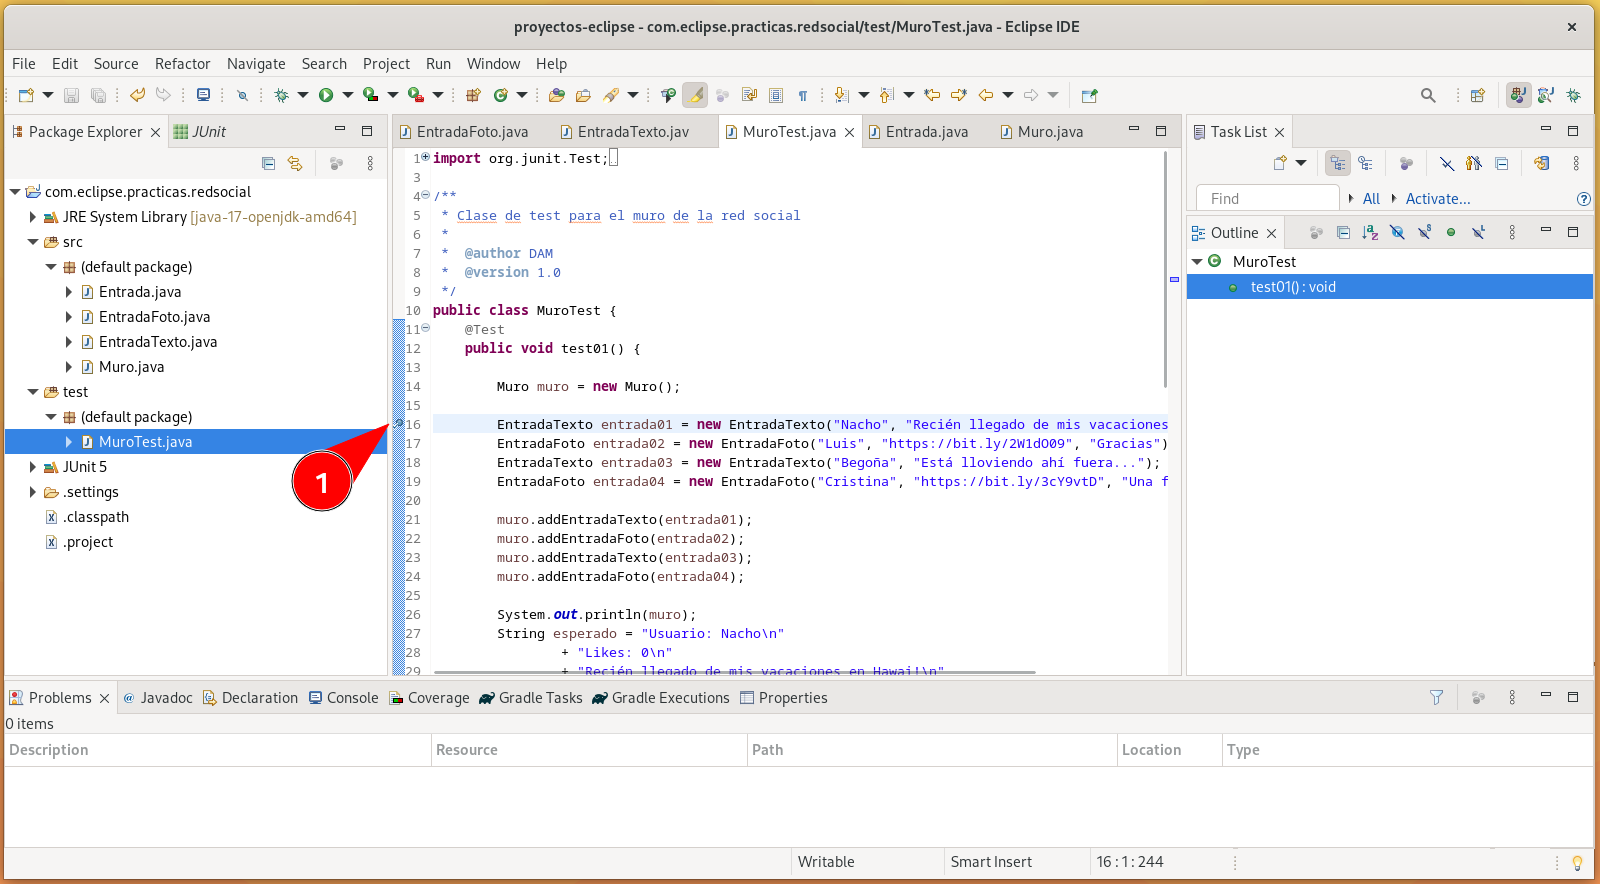 proyectos-eclipse - com.eclipse.practicas.redsocial/test/MuroTest.java - Eclipse IDE
File Edit Source Refactor Navigate Search Project Run Window Help
Package Explorer JUnit
com.eclipse.practicas.redsocial
JRE System Library [java-17-openjdk-amd64]
src
(default package)
Entrada.java
EntradaFoto.java
EntradaTexto.java
Muro.java
test
(default package)
MuroTest.java
JUnit 5
.settings
.classpath
.project
1
EntradaFoto.java EntradaTexto.jav MuroTest.java Entrada.java Muro.java
1 import org.junit.Test;
3
4 /**
5 * Clase de test para el muro de la red social
6 *
7 * @author DAM
8 * @version 1.0
9 */
10 public class MuroTest {
11 @Test
12 public void test01() {
13
14 Muro muro = new Muro();
15
16 EntradaTexto entrada01 = new EntradaTexto("Nacho", "Recién llegado de mis vacaciones
17 EntradaFoto entrada02 = new EntradaFoto("Luis", "https://bit.ly/2W1dO09", "Gracias")
18 EntradaTexto entrada03 = new EntradaTexto("Begoña", "Está lloviendo ahí fuera...");
19 EntradaFoto entrada04 = new EntradaFoto("Cristina", "https://bit.ly/3cY9vtD", "Una f
20
21 muro.addEntradaTexto(entrada01);
22 muro.addEntradaFoto(entrada02);
23 muro.addEntradaTexto(entrada03);
24 muro.addEntradaFoto(entrada04);
25
26 System.out.println(muro);
27 String esperado = "Usuario: Nacho\n"
28 + "Likes: 0\n"
29 + "Recién llegado de mis vacaciones en Hawai!\n"
Task List
Find All Activate...
Outline
MuroTest
test01() : void
Problems Javadoc Declaration Console Coverage Gradle Tasks Gradle Executions Properties
0 items
Description Resource Path Location Type
Writable Smart Insert 16 : 1 : 244